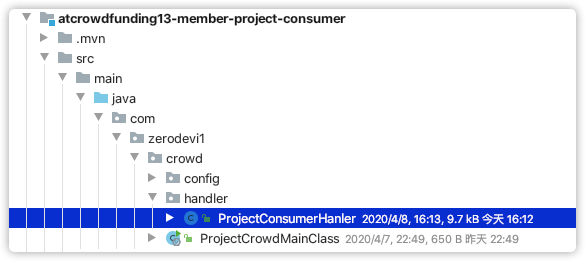 atcrowdfunding13-member-project-consumer
.mvn
src
main
java
com
zerodevi1
crowd
config
handler
ProjectConsumerHanler 2020/4/8, 16:13, 9.7 kB 今天 16:12
ProjectCrowdMainClass 2020/4/7, 22:49, 650 B 昨天 22:49